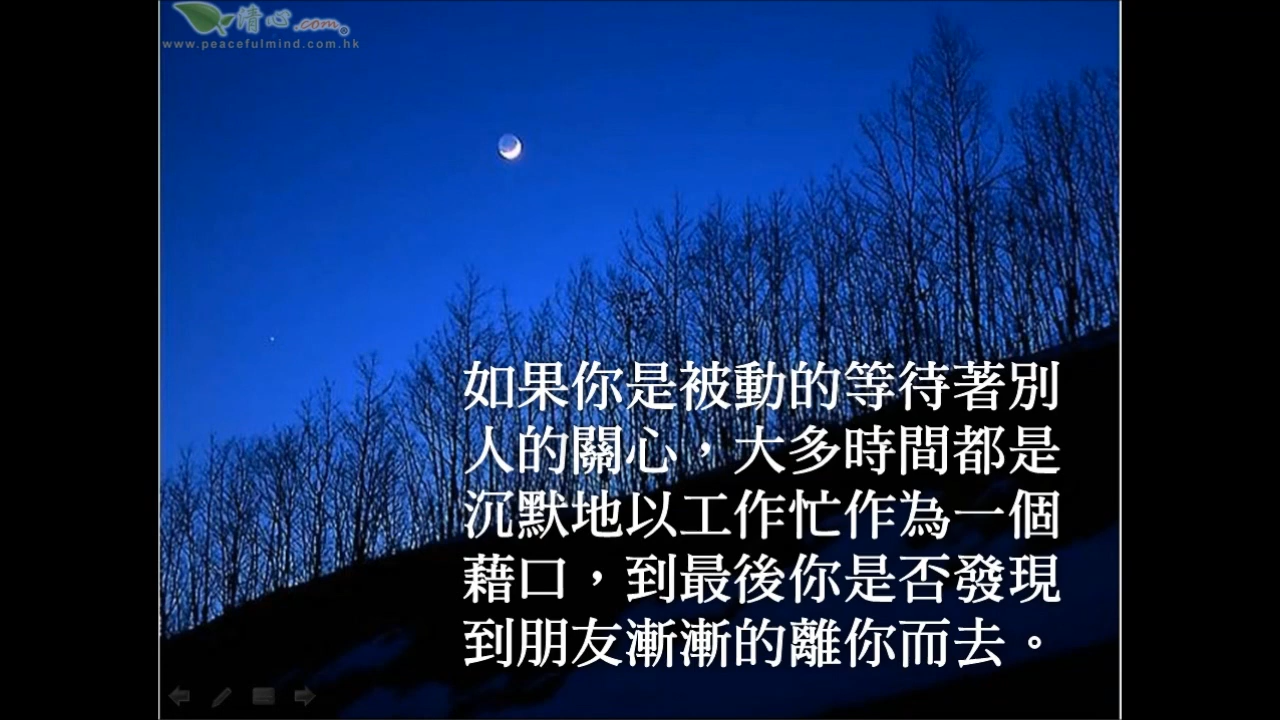 清心.com
www.peacefulmind.com.hk
如果你是被動的等待著別
人的關心，大多時間都是
沉默地以工作忙作為一個
藉口，到最後你是否發現
到朋友漸漸的離你而去。